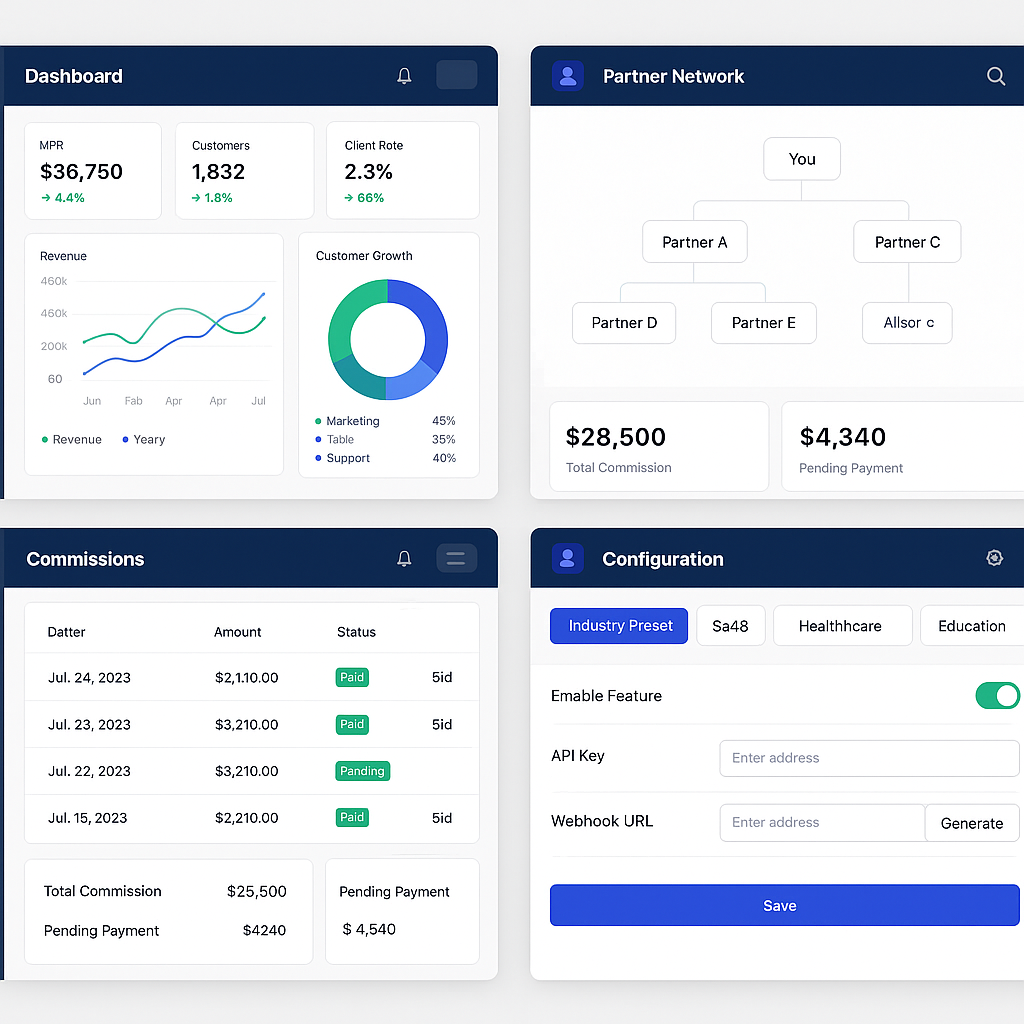 Dashboard
MPR
$36,750
→ 4.4%
Customers
1,832
→ 1.8%
Client Rote
2.3%
→ 66%
Revenue
460k
460k
200k
60
Jun Fab Apr Apr Jul
Revenue Yeary
Customer Growth
Marketing 45%
Table 35%
Support 40%
Partner Network
You
Partner A Partner C
Partner D Partner E Allsor c
$28,500
Total Commission
$4,340
Pending Payment
Commissions
Datter Amount Status
Jul. 24, 2023 $2,1.10.00 Paid 5id
Jul. 23, 2023 $3,210.00 Paid 5id
Jul. 22, 2023 $3,210.00 Panding
Jul. 15, 2023 $2,210.00 Paid 5id
Total Commission $25,500
Pending Payment $4240
Pending Payment
$ 4,540
Configuration
Industry Preset Sa48 Healthhcare Education
Emable Feature
API Key Enter address
Webhook URL Enter address Generate
Save